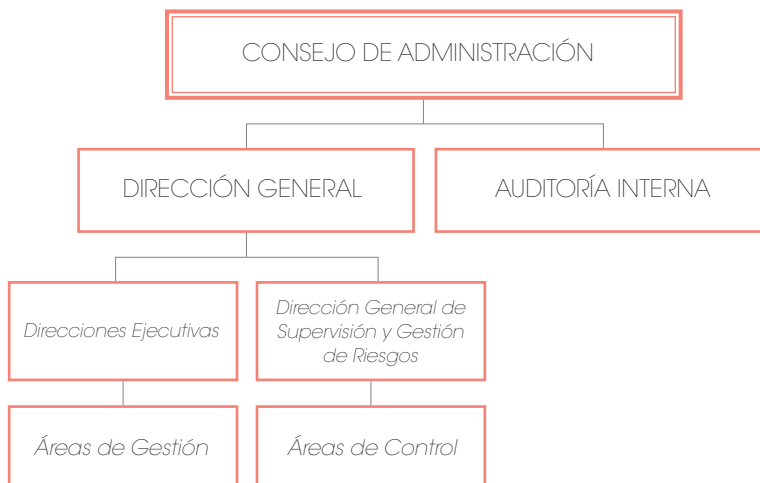 CONSEJO DE ADMINISTRACIÓN
DIRECCIÓN GENERAL
AUDITORÍA INTERNA
Direcciones Ejecutivas
Dirección General de
Supervisión y Gestión
de Riesgos
Áreas de Gestión
Áreas de Control